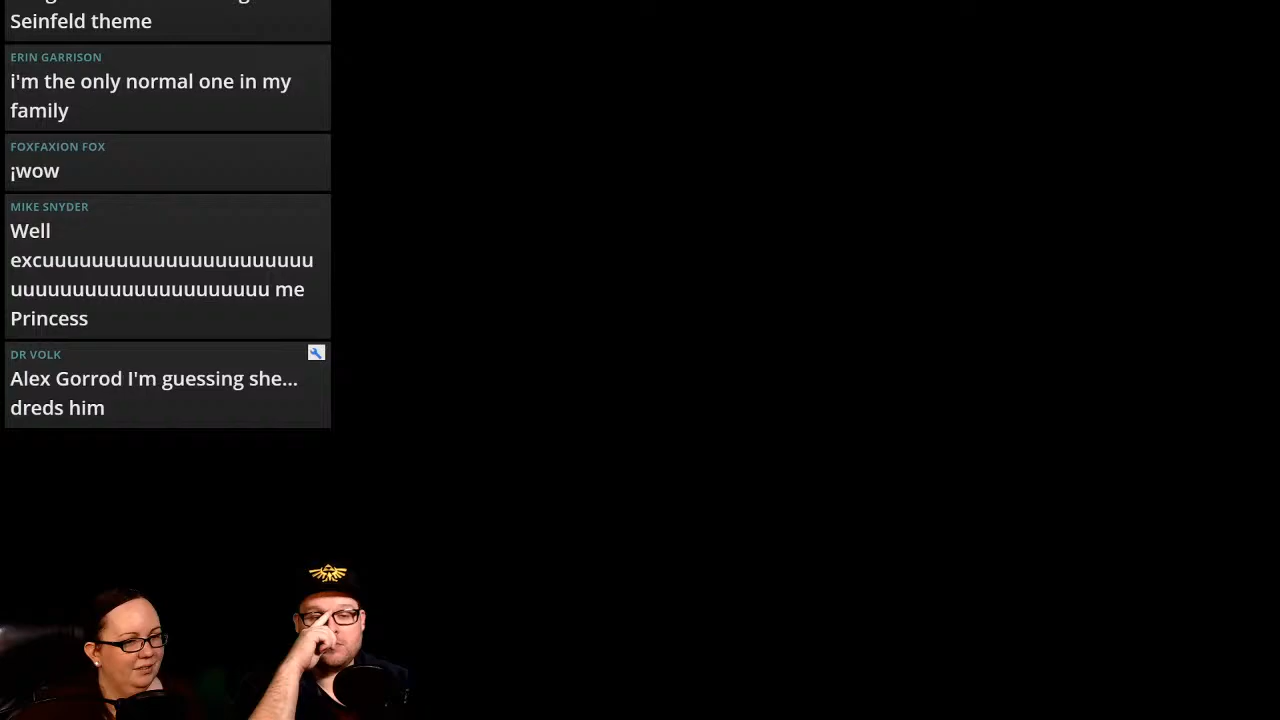 Seinfeld theme
ERIN GARRISON
i'm the only normal one in my
family
FOXFAXION FOX
¡wow
MIKE SNYDER
Well
excuuuuuuuuuuuuuuuuuuuuuu
uuuuuuuuuuuuuuuuuuuuu me
Princess
DR VOLK
Alex Gorrod I'm guessing she...
dreds him